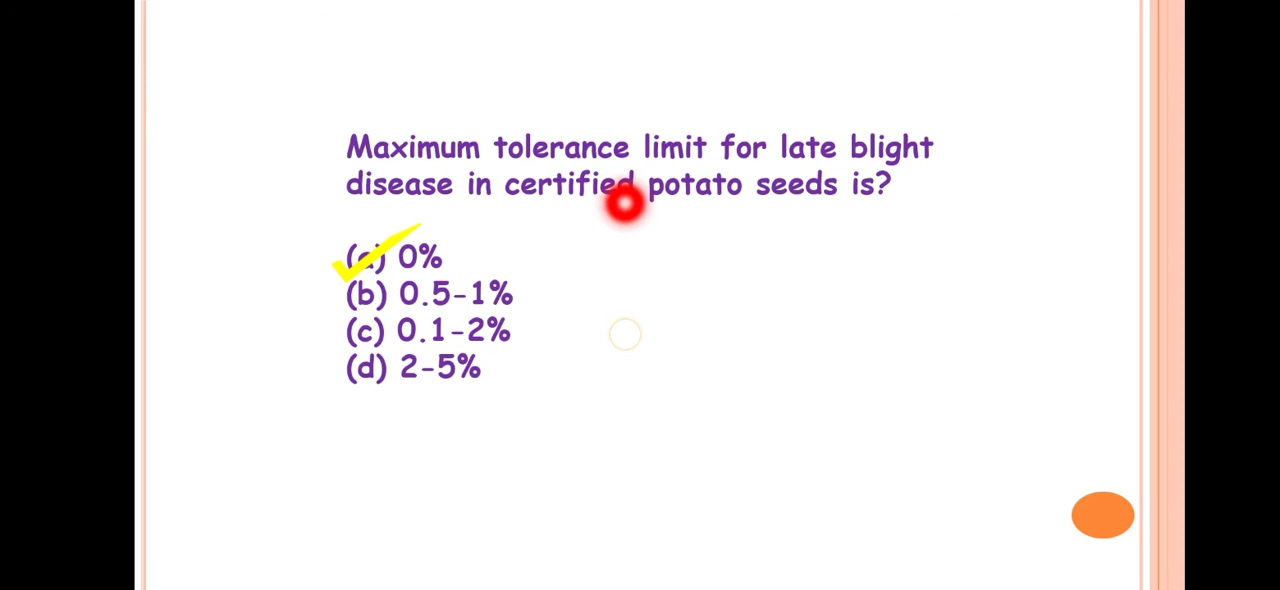 Maximum tolerance limit for late blight
disease in certified potato seeds is?
(a) 0%
(b) 0.5-1%
(c) 0.1-2%
(d) 2-5%